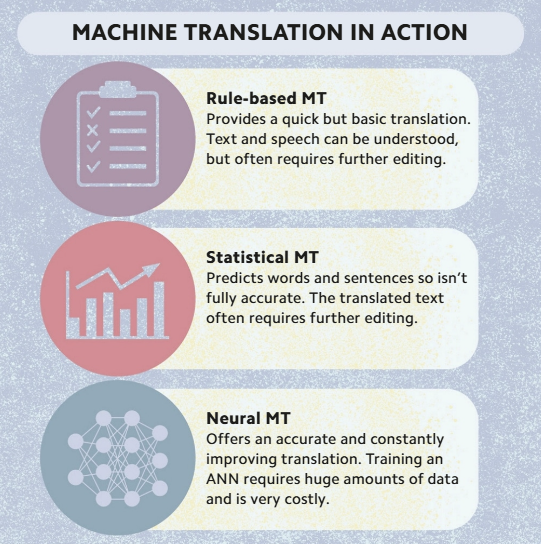 MACHINE TRANSLATION IN ACTION
Rule-based MT
Provides a quick but basic translation.
Text and speech can be understood,
but often requires further editing.
Statistical MT
Predicts words and sentences so isn't
fully accurate. The translated text
often requires further editing.
Neural MT
Offers an accurate and constantly
improving translation. Training an
ANN requires huge amounts of data
and is very costly.